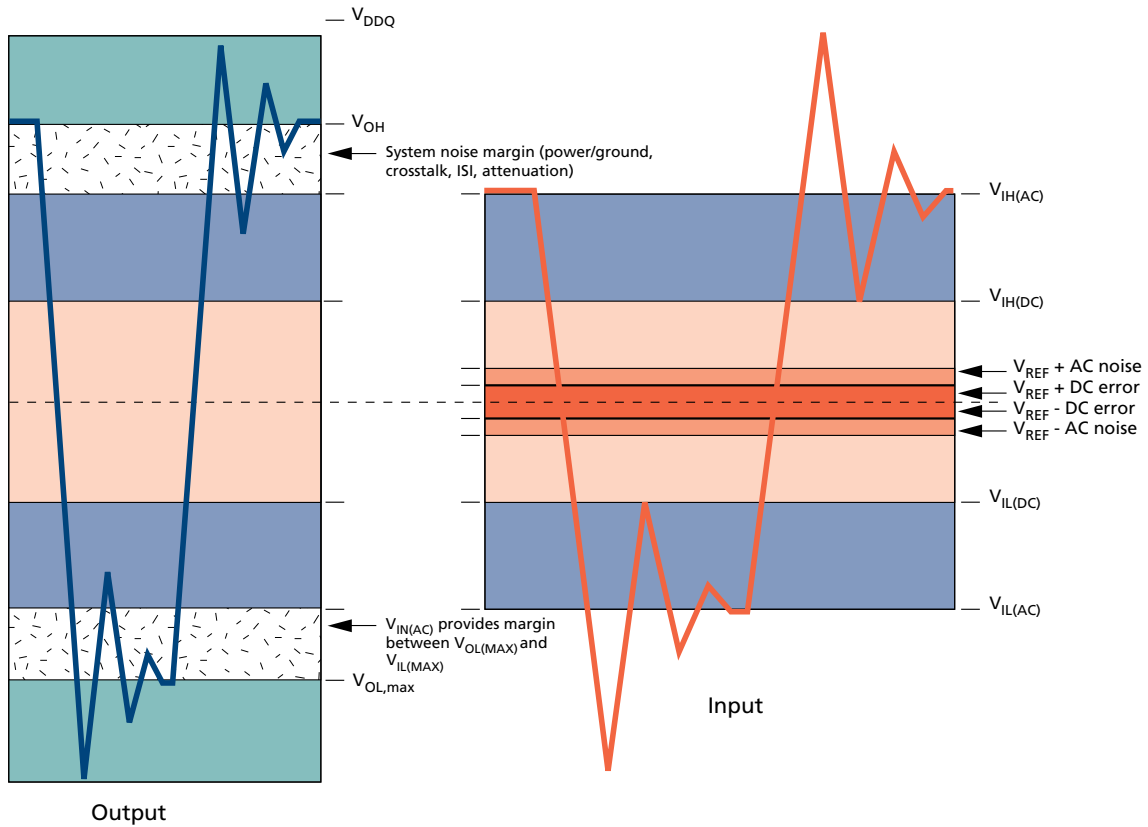 VDDQ
VOH
System noise margin (power/ground,
crosstalk, ISI, attenuation)
VIH(AC)
VIH(DC)
VREF + AC noise
VREF + DC error
VREF - DC error
VREF - AC noise
VIL(DC)
VIL(AC)
VIN(AC) provides margin
between VOL(MAX) and
VIL(MAX)
VOL,max
Input
Output